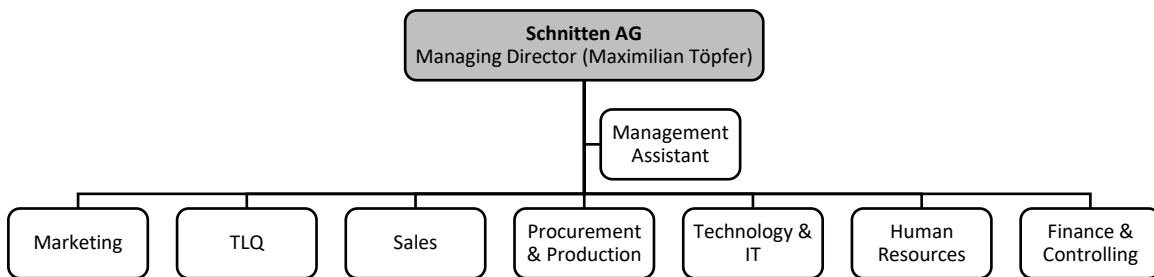 Schnitten AG
Managing Director (Maximilian Töpfer)
Management
Assistant
Marketing
TLQ
Sales
Procurement
& Production
Technology &
IT
Human
Resources
Finance &
Controlling